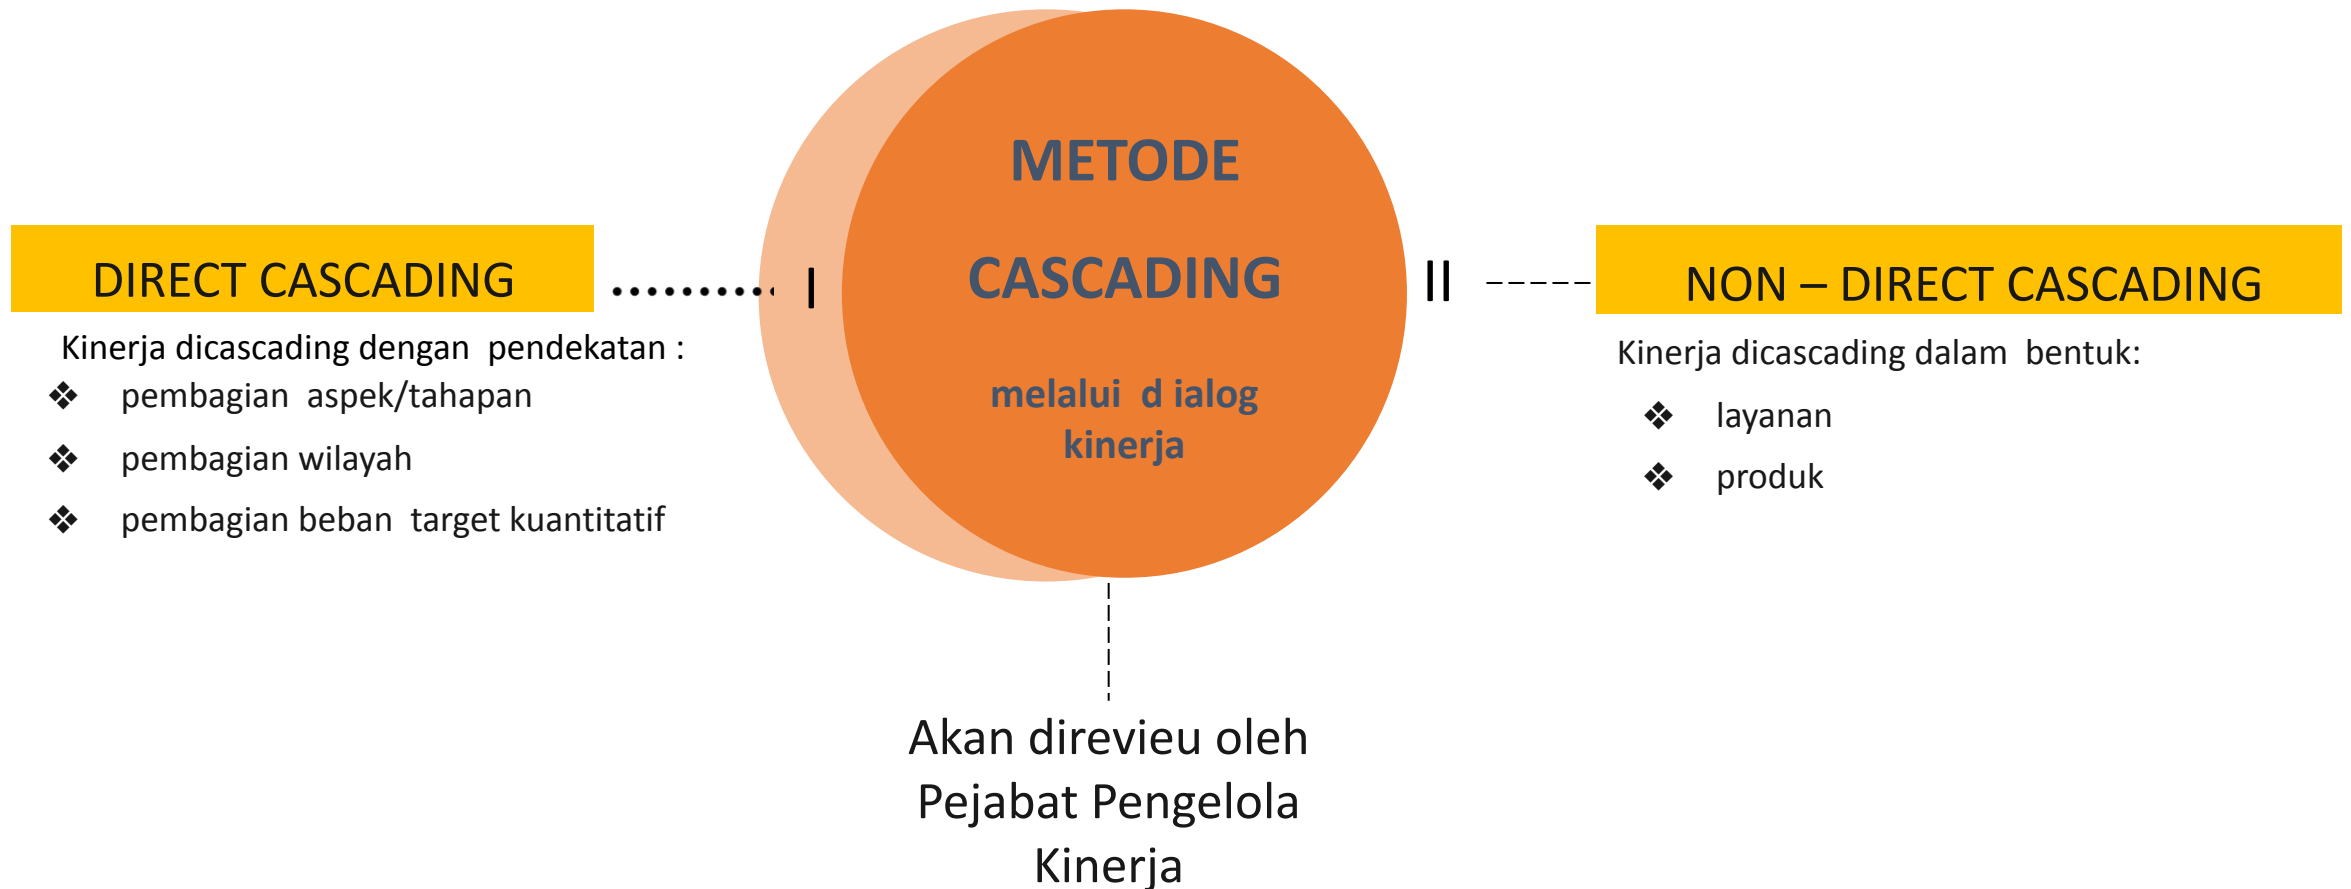 METODE
CASCADING
melalui d ialog
kinerja
I
DIRECT CASCADING
Kinerja dicascading dengan pendekatan :
❖ pembagian aspek/tahapan
❖ pembagian wilayah
❖ pembagian beban target kuantitatif
II
NON – DIRECT CASCADING
Kinerja dicascading dalam bentuk:
❖ layanan
❖ produk
Akan direvieu oleh
Pejabat Pengelola
Kinerja